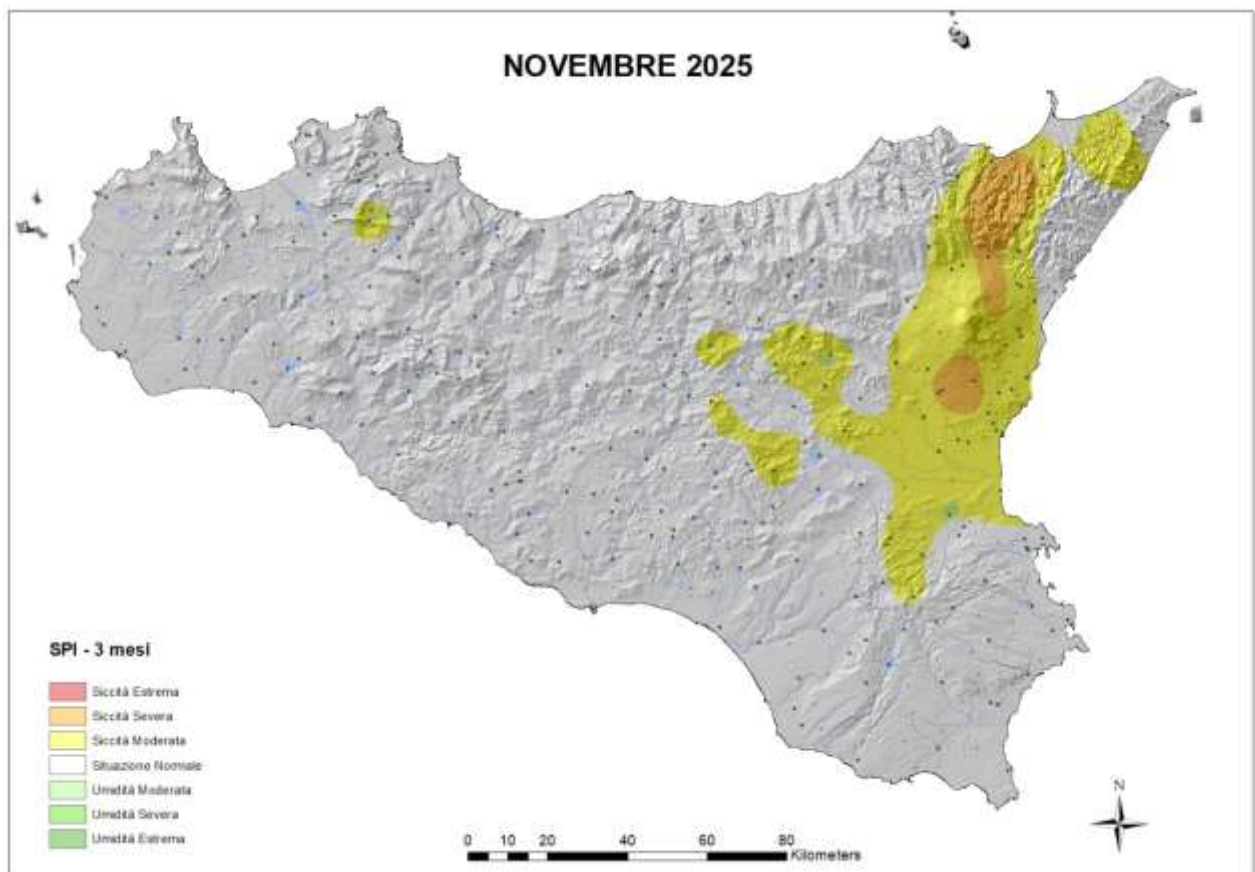 NOVEMBRE 2025
SPI - 3 mesi
Siccità Estrema
Siccità Severa
Siccità Moderata
Situazione Normale
Umidità Moderata
Umidità Severa
Umidità Estrema
0 10 20 40 60 80
Kilometers
N